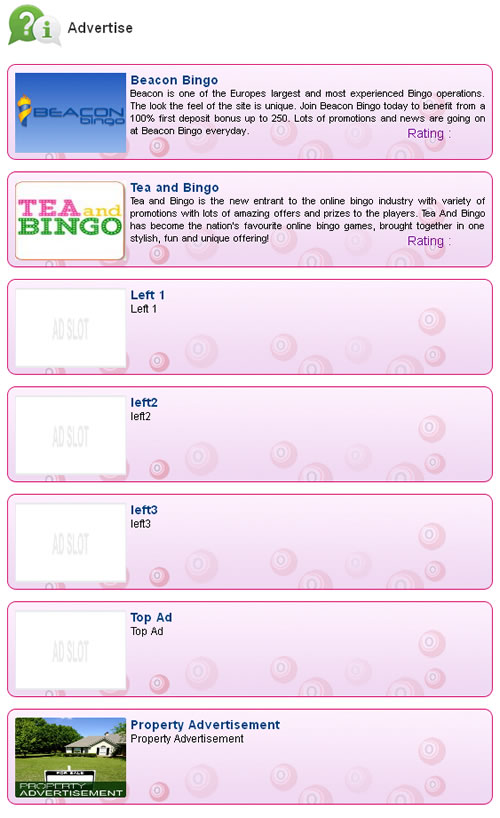 Advertise
BEACON
bingo
Beacon Bingo
Beacon is one of the Europes largest and most experienced Bingo operations.
The look the feel of the site is unique. Join Beacon Bingo today to benefit from a
100% first deposit bonus up to 250. Lots of promotions and news are going on
at Beacon Bingo everyday.
Rating :
TEA and
BINGO
Tea and Bingo
Tea and Bingo is the new entrant to the online bingo industry with variety of
promotions with lots of amazing offers and prizes to the players. Tea And Bingo
has become the nation's favourite online bingo games, brought together in one
stylish, fun and unique offering!
Rating :
AD SLOT
Left 1
Left 1
AD SLOT
left2
left2
AD SLOT
left3
left3
AD SLOT
Top Ad
Top Ad
FOR SALE
PROPERTY
ADVERTISEMENT
Property Advertisement
Property Advertisement